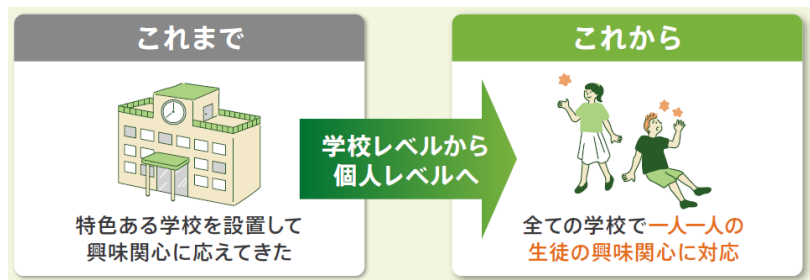 これまで
特色ある学校を設置して
興味関心に応えてきた
学校レベルから
個人レベルへ
これから
全ての学校で一人一人の
生徒の興味関心に対応